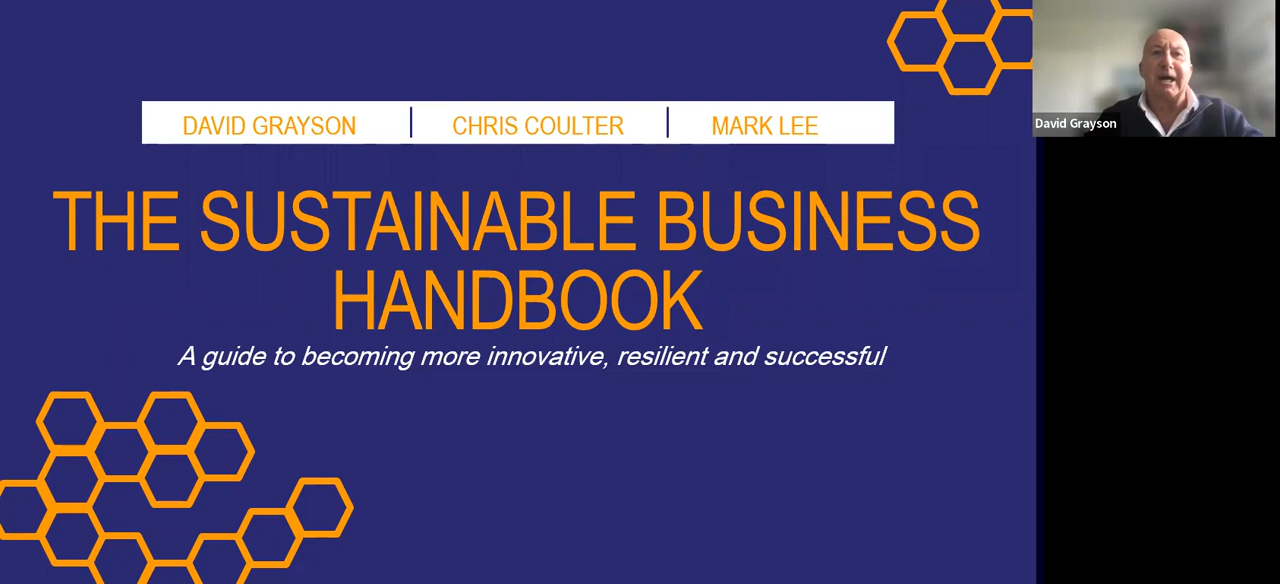 DAVID GRAYSON
CHRIS COULTER
MARK LEE
THE SUSTAINABLE BUSINESS
HANDBOOK
A guide to becoming more innovative, resilient and successful
David Grayson